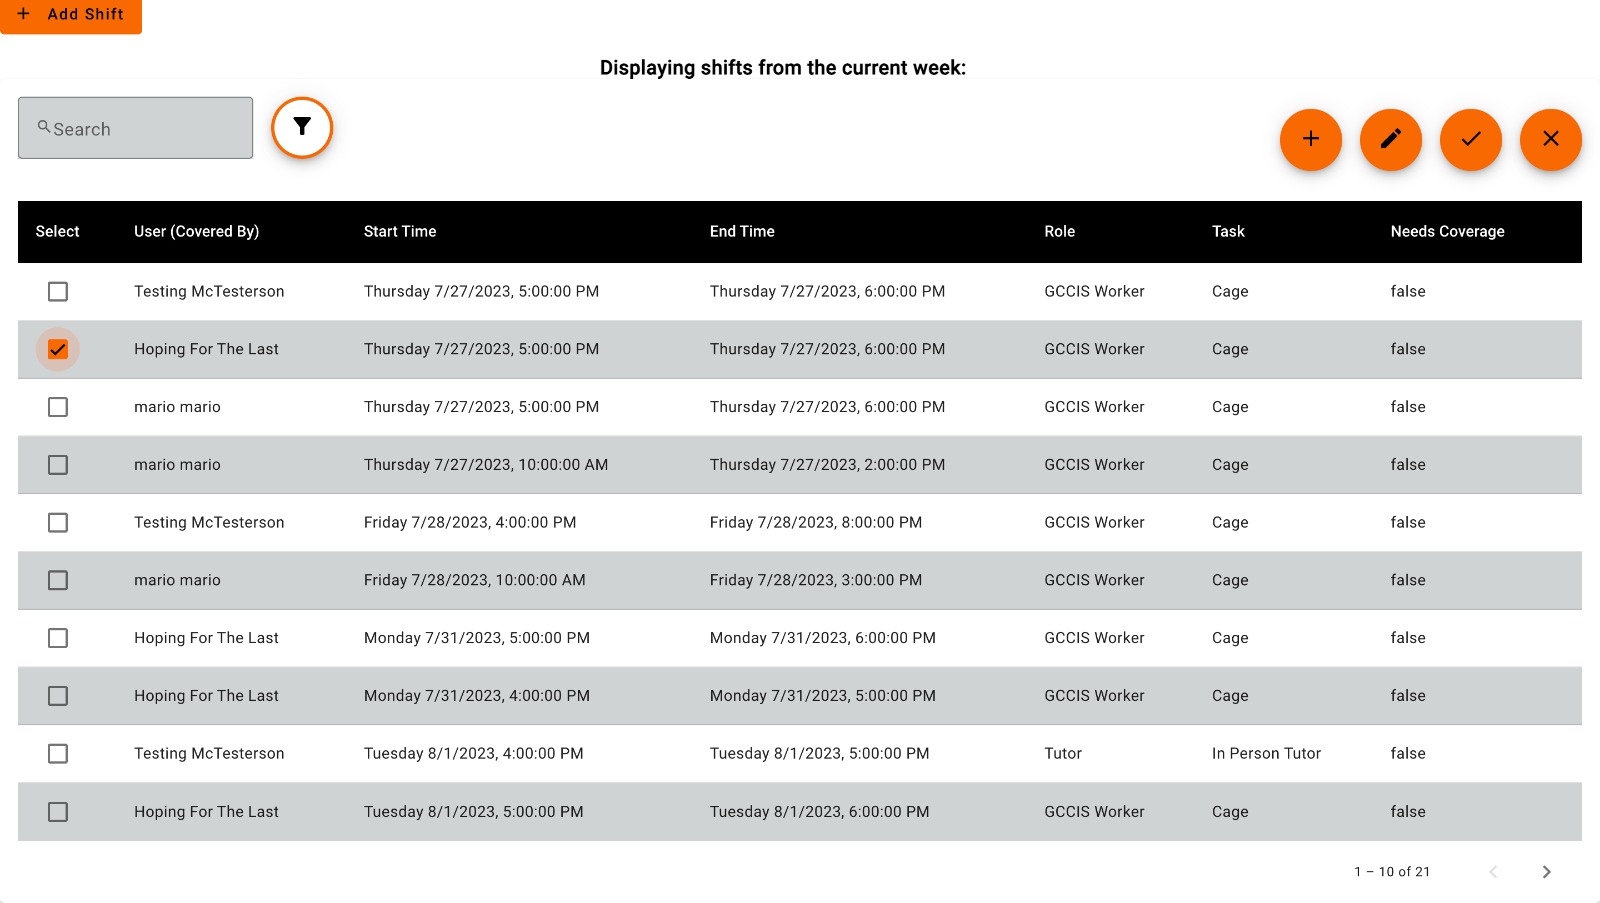 + Add Shift
Displaying shifts from the current week:
Search
Select User (Covered By) Start Time End Time Role Task Needs Coverage
Testing McTesterson Thursday 7/27/2023, 5:00:00 PM Thursday 7/27/2023, 6:00:00 PM GCCIS Worker Cage false
Hoping For The Last Thursday 7/27/2023, 5:00:00 PM Thursday 7/27/2023, 6:00:00 PM GCCIS Worker Cage false
mario mario Thursday 7/27/2023, 5:00:00 PM Thursday 7/27/2023, 6:00:00 PM GCCIS Worker Cage false
mario mario Thursday 7/27/2023, 10:00:00 AM Thursday 7/27/2023, 2:00:00 PM GCCIS Worker Cage false
Testing McTesterson Friday 7/28/2023, 4:00:00 PM Friday 7/28/2023, 8:00:00 PM GCCIS Worker Cage false
mario mario Friday 7/28/2023, 10:00:00 AM Friday 7/28/2023, 3:00:00 PM GCCIS Worker Cage false
Hoping For The Last Monday 7/31/2023, 5:00:00 PM Monday 7/31/2023, 6:00:00 PM GCCIS Worker Cage false
Hoping For The Last Monday 7/31/2023, 4:00:00 PM Monday 7/31/2023, 5:00:00 PM GCCIS Worker Cage false
Testing McTesterson Tuesday 8/1/2023, 4:00:00 PM Tuesday 8/1/2023, 5:00:00 PM Tutor In Person Tutor false
Hoping For The Last Tuesday 8/1/2023, 5:00:00 PM Tuesday 8/1/2023, 6:00:00 PM GCCIS Worker Cage false
1 – 10 of 21